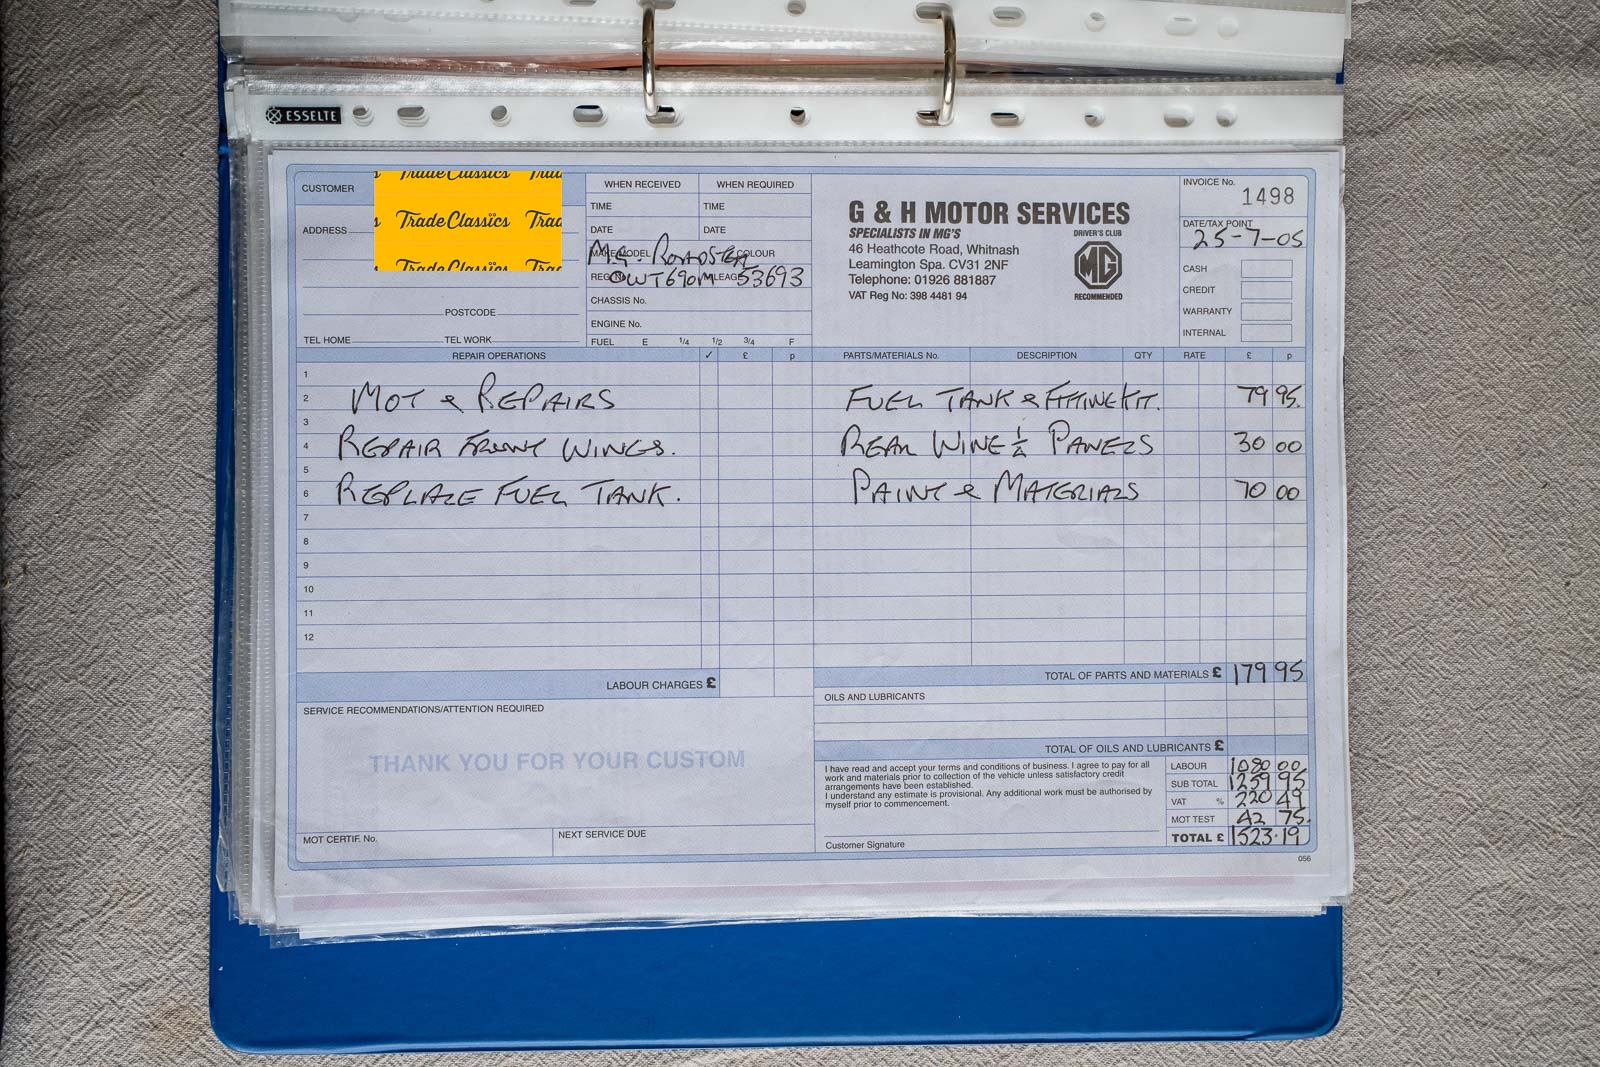 ESSELTE
CUSTOMER
Trade Classics Trad
Trade Classics Trad
Trade Classics Trad
ADDRESS
POSTCODE
TEL HOME TEL WORK
WHEN RECEIVED WHEN REQUIRED
TIME TIME
DATE DATE
MAKE/MODEL COLOUR
MG. ROADSTER
REG. No. MILEAGE
OWT690M 53693
CHASSIS No.
ENGINE No.
FUEL E 1/4 1/2 3/4 F
G & H MOTOR SERVICES
SPECIALISTS IN MG'S
46 Heathcote Road, Whitnash
Leamington Spa. CV31 2NF
Telephone: 01926 881887
VAT Reg No: 398 4481 94
DRIVER'S CLUB
MG
RECOMMENDED
INVOICE No.
1498
DATE/TAX POINT
25-7-05
CASH
CREDIT
WARRANTY
INTERNAL
REPAIR OPERATIONS ✓ £ p
1
2 MOT & REPAIRS
3
4 REPAIR FRONT WINGS.
5
6 REPLACE FUEL TANK.
7
8
9
10
11
12
LABOUR CHARGES £
PARTS/MATERIALS No. DESCRIPTION QTY RATE £ p
FUEL TANK & FITTING KIT. 79 95.
REAR WING 1/2 PANELS 30 00
PAINT & MATERIALS 70 00
TOTAL OF PARTS AND MATERIALS £ 179 95
OILS AND LUBRICANTS
TOTAL OF OILS AND LUBRICANTS £
SERVICE RECOMMENDATIONS/ATTENTION REQUIRED
THANK YOU FOR YOUR CUSTOM
MOT CERTIF. No. NEXT SERVICE DUE
I have read and accept your terms and conditions of business. I agree to pay for all
work and materials prior to collection of the vehicle unless satisfactory credit
arrangements have been established.
I understand any estimate is provisional. Any additional work must be authorised by
myself prior to commencement.
Customer Signature
LABOUR 1080 00
SUB TOTAL 1259 95
VAT % 220 49
MOT TEST 42 75.
TOTAL £ 1523.19
056